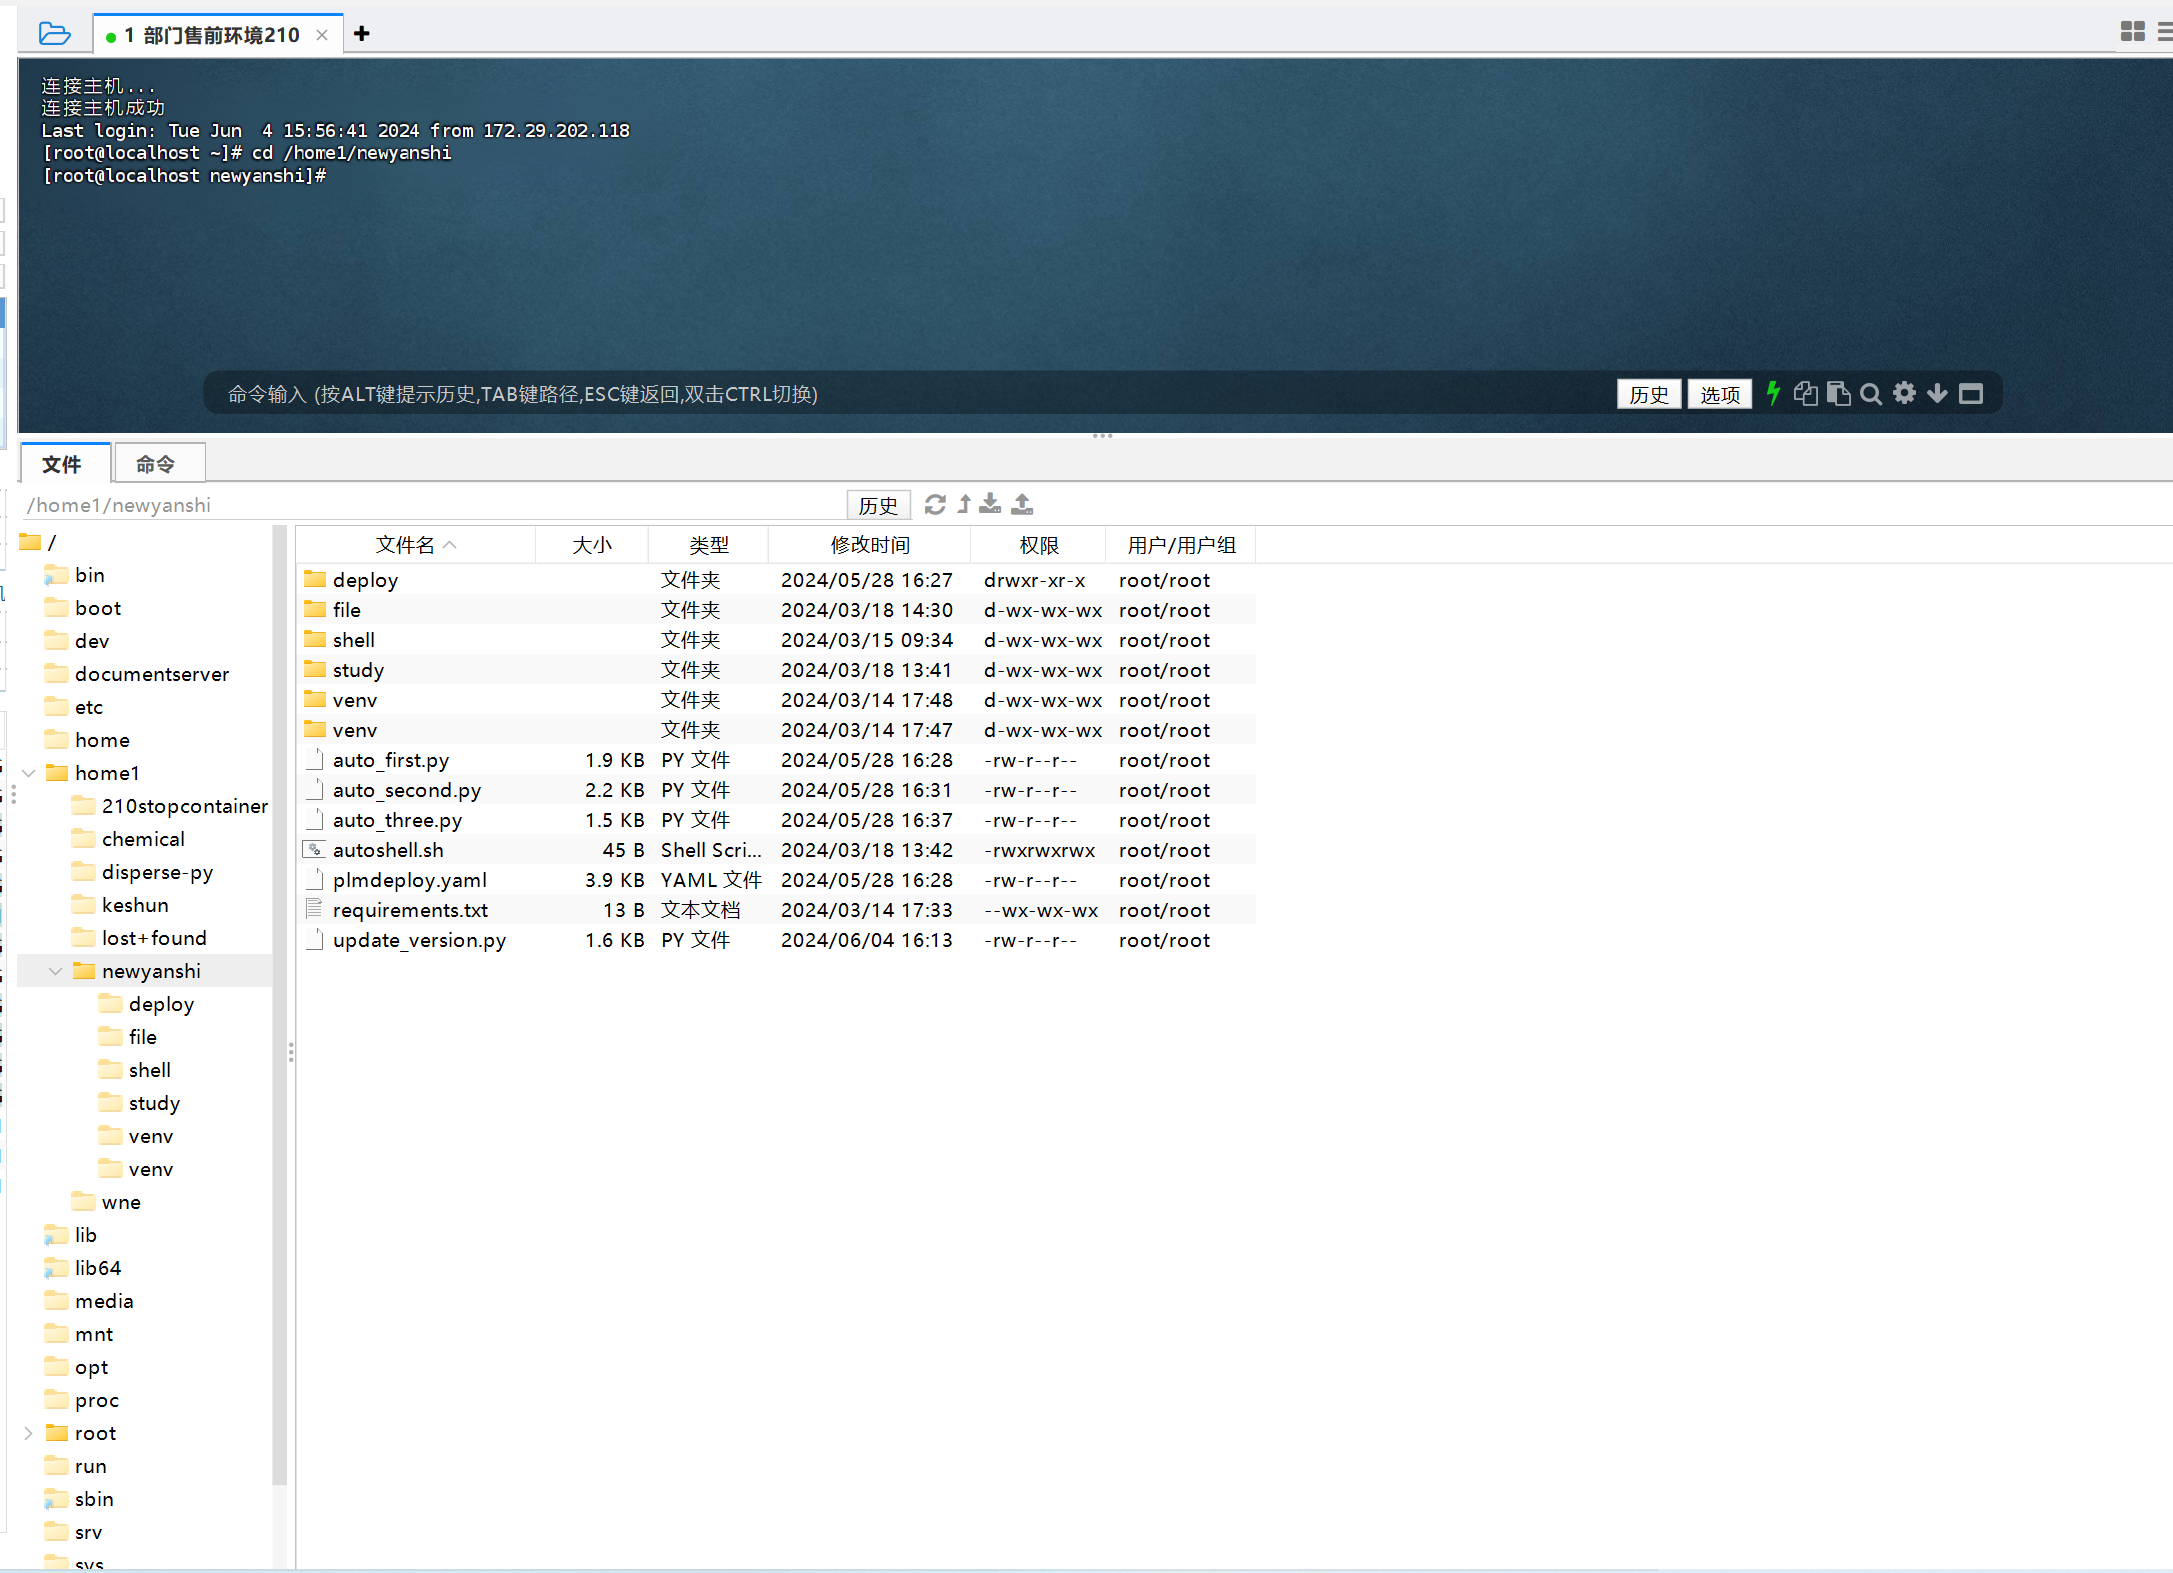 1 部门售前环境210
连接主机...
连接主机成功
Last login: Tue Jun  4 15:56:41 2024 from 172.29.202.118
[root@localhost ~]# cd /home1/newyanshi
[root@localhost newyanshi]#
命令输入 (按ALT键提示历史,TAB键路径,ESC键返回,双击CTRL切换)
历史 选项
文件 命令
/home1/newyanshi
历史
/
bin
boot
dev
documentserver
etc
home
home1
210stopcontainer
chemical
disperse-py
keshun
lost+found
newyanshi
deploy
file
shell
study
venv
venv
wne
lib
lib64
media
mnt
opt
proc
root
run
sbin
srv
sys
文件名 大小 类型 修改时间 权限 用户/用户组
deploy 文件夹 2024/05/28 16:27 drwxr-xr-x root/root
file 文件夹 2024/03/18 14:30 d-wx-wx-wx root/root
shell 文件夹 2024/03/15 09:34 d-wx-wx-wx root/root
study 文件夹 2024/03/18 13:41 d-wx-wx-wx root/root
venv 文件夹 2024/03/14 17:48 d-wx-wx-wx root/root
venv 文件夹 2024/03/14 17:47 d-wx-wx-wx root/root
auto_first.py 1.9 KB PY 文件 2024/05/28 16:28 -rw-r--r-- root/root
auto_second.py 2.2 KB PY 文件 2024/05/28 16:31 -rw-r--r-- root/root
auto_three.py 1.5 KB PY 文件 2024/05/28 16:37 -rw-r--r-- root/root
autoshell.sh 45 B Shell Scri... 2024/03/18 13:42 -rwxrwxrwx root/root
plmdeploy.yaml 3.9 KB YAML 文件 2024/05/28 16:28 -rw-r--r-- root/root
requirements.txt 13 B 文本文档 2024/03/14 17:33 --wx-wx-wx root/root
update_version.py 1.6 KB PY 文件 2024/06/04 16:13 -rw-r--r-- root/root